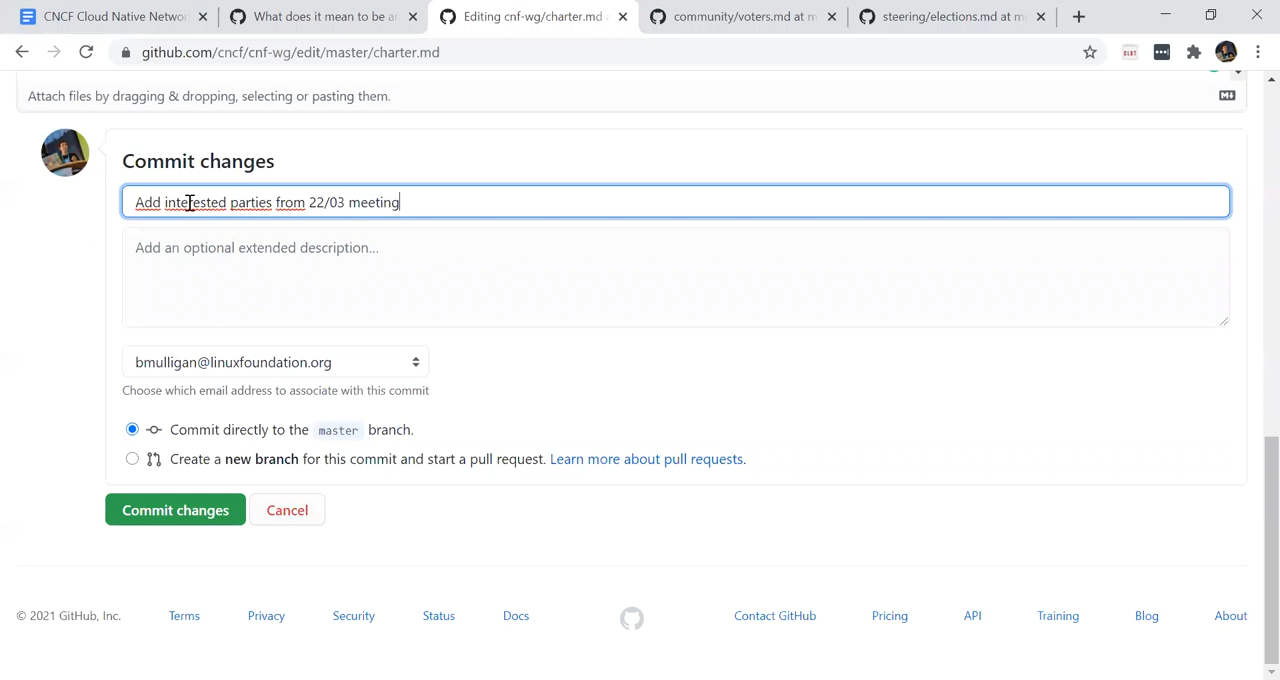 CNCF Cloud Native Networ
What does it mean to be a
Editing cnf-wg/charter.md
community/voters.md at m
steering/elections.md at m
github.com/cncf/cnf-wg/edit/master/charter.md
Attach files by dragging & dropping, selecting or pasting them.
Commit changes
Add interested parties from 22/03 meeting
Add an optional extended description...
bmulligan@linuxfoundation.org
Choose which email address to associate with this commit
Commit directly to the master branch.
Create a new branch for this commit and start a pull request. Learn more about pull requests.
Commit changes
Cancel
© 2021 GitHub, Inc.
Terms
Privacy
Security
Status
Docs
Contact GitHub
Pricing
API
Training
Blog
About